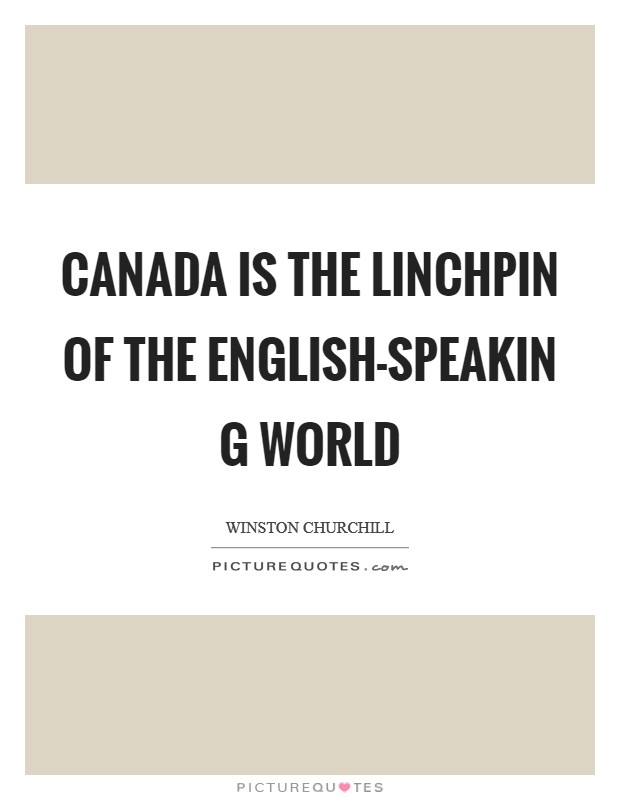 CANADA IS THE LINCHPIN
OF THE ENGLISH-SPEAKIN
G WORLD
WINSTON CHURCHILL
PICTUREQUOTES.com
PICTUREQUOTES